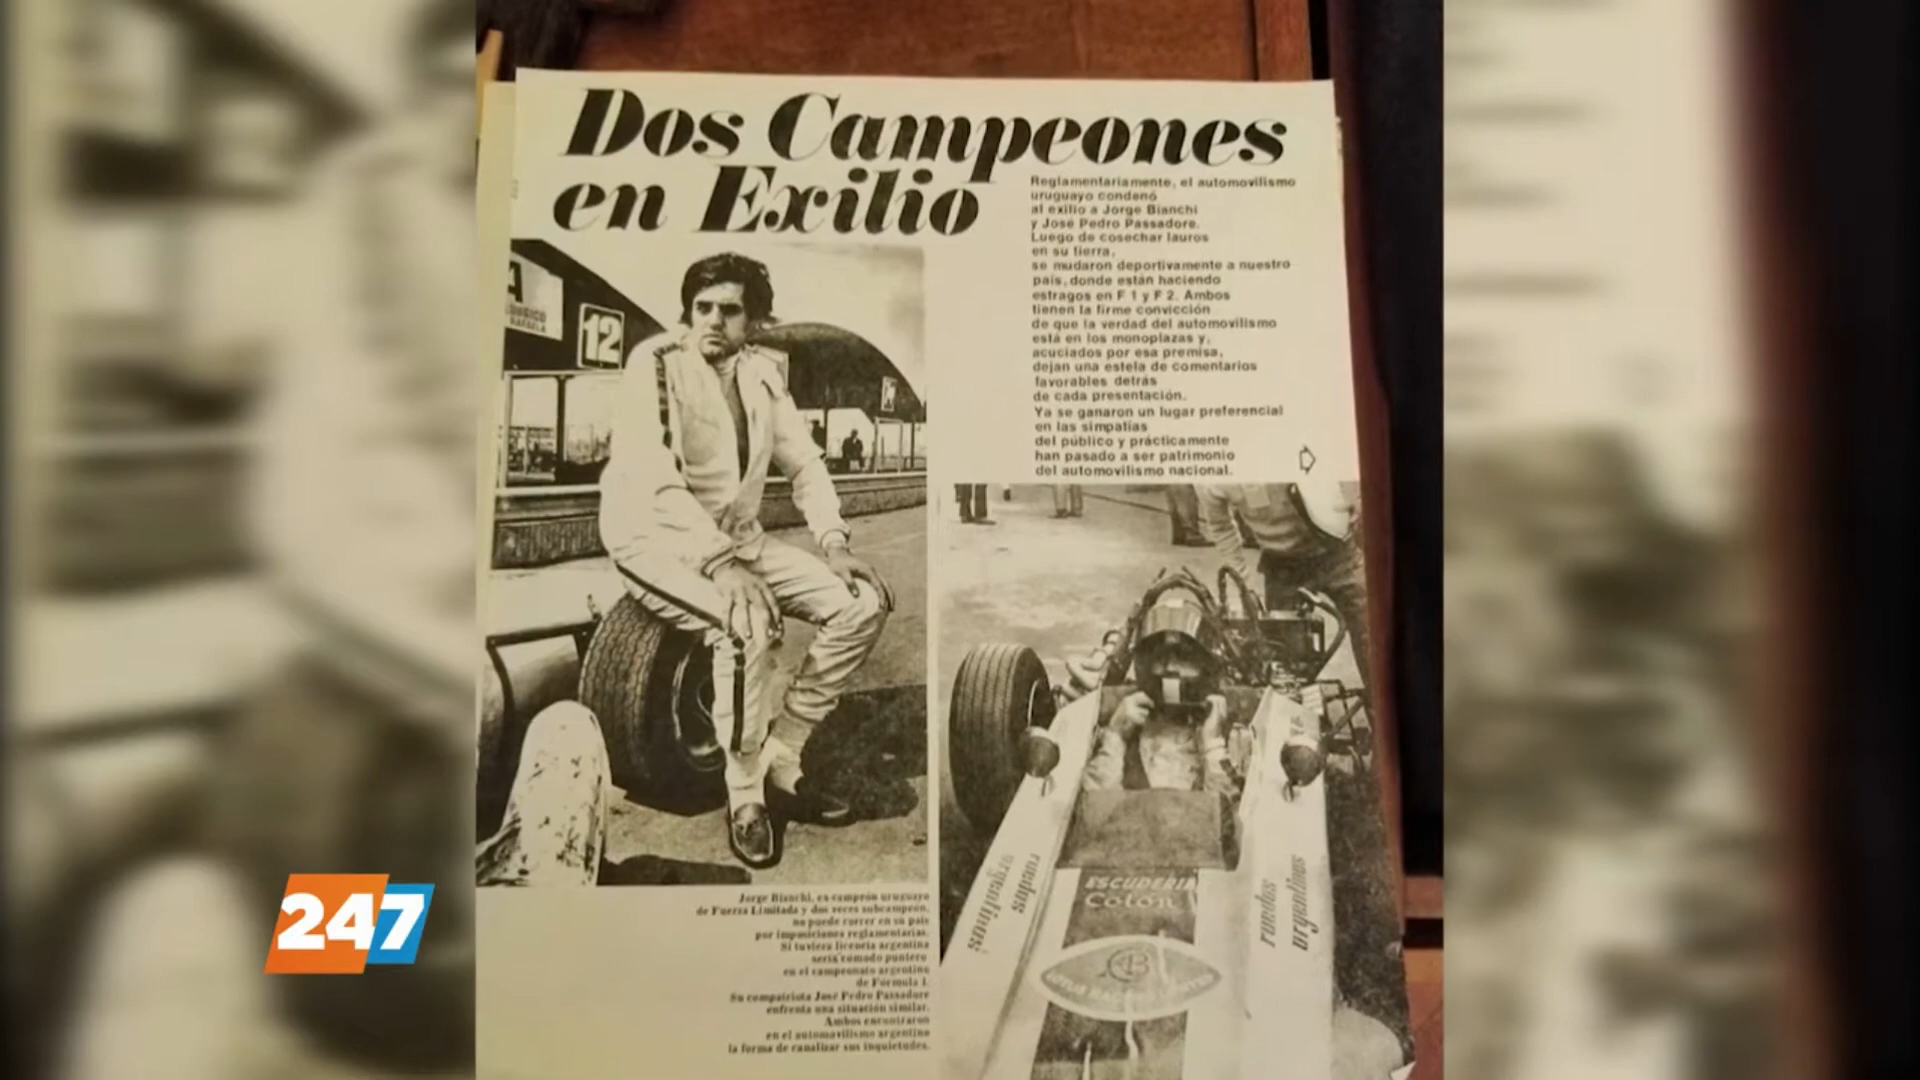 Dos Campeones
en Exilio
Reglamentariamente, el automovilismo
uruguayo condenó
al exilio a Jorge Bianchi
y José Pedro Passadore.
Luego de cosechar lauros
en su tierra,
se mudaron deportivamente a nuestro
país, donde están haciendo
estragos en F 1 y F 2. Ambos
tienen la firme convicción
de que la verdad del automovilismo
está en los monoplazas y,
acuciados por esa premisa,
dejan una estela de comentarios
favorables detrás
de cada presentación.
Ya se ganaron un lugar preferencial
en las simpatías
del público y prácticamente
han pasado a ser patrimonio
del automovilismo nacional.
A
RAFAELA
12
Jorge Bianchi, ex campeón uruguayo
de Fuerza Limitada y dos veces subcampeón,
no puede correr en su país
por imposiciones reglamentarias.
Si tuviera licencia argentina
sería cómodo puntero
en el campeonato argentino
de Fórmula 1.
Su compatriota José Pedro Passadore
enfrenta una situación similar.
Ambos encontraron
en el automovilismo argentino
la forma de canalizar sus inquietudes.
ruedas
argentinas
ESCUDERIA
Colón
ruedas
argentinas
247